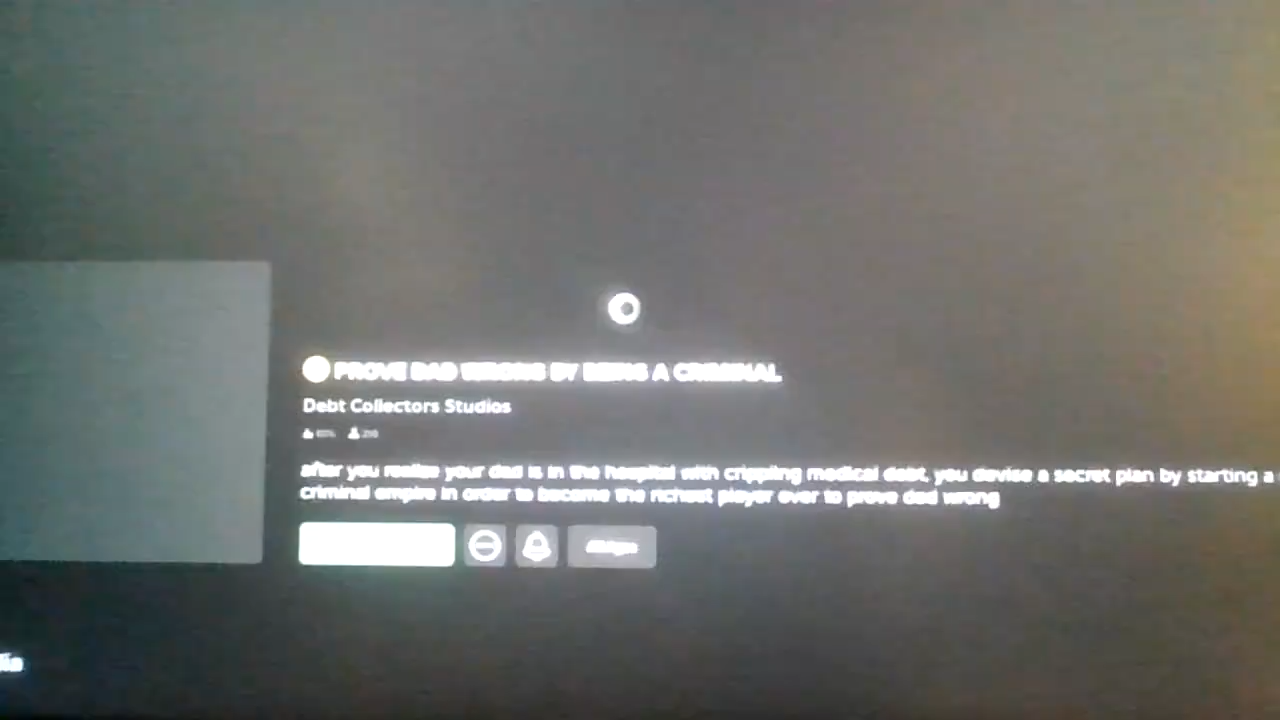 PROVE DAD WRONG BY BEING A CRIMINAL
Debt Collectors Studios
after you realize your dad is in the hospital with crippling medical debt, you devise a secret plan by starting a
criminal empire in order to become the richest player ever to prove dad wrong